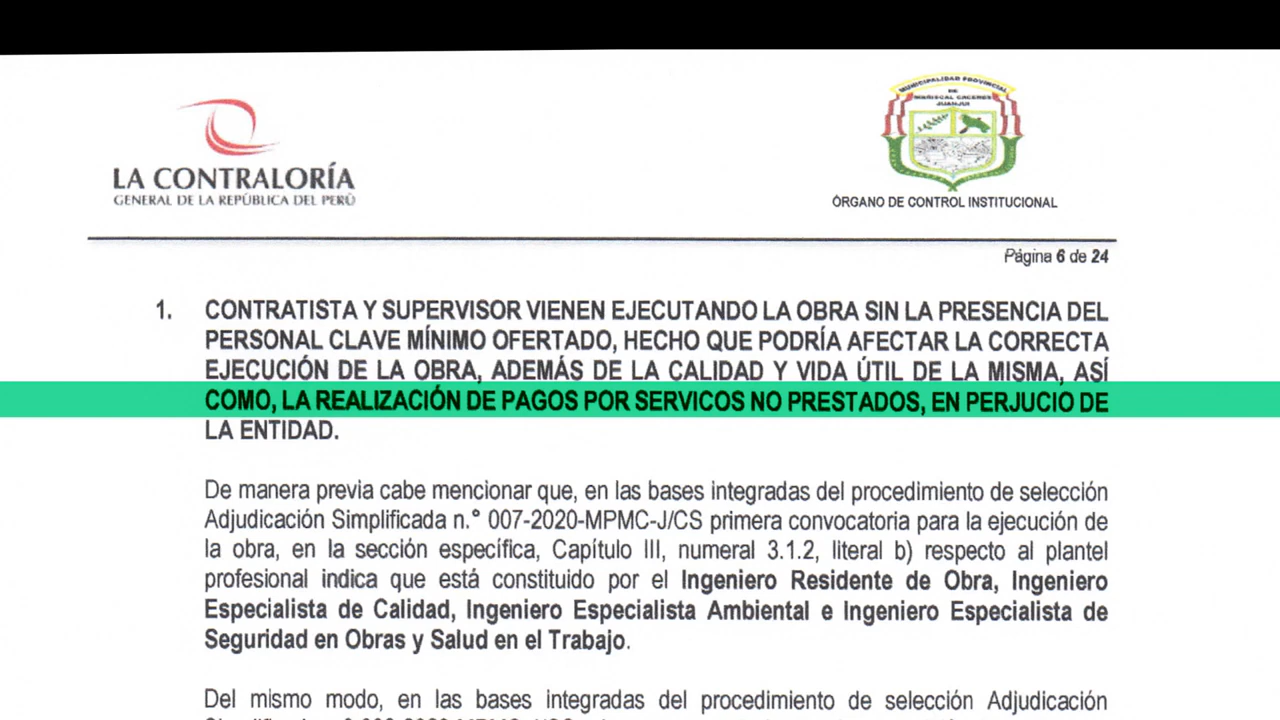 LA CONTRALORÍA
GENERAL DE LA REPÚBLICA DEL PERÚ
MUNICIPALIDAD PROVINCIAL
DE
MARISCAL CACERES
JUANJUI
ÓRGANO DE CONTROL INSTITUCIONAL
Página 6 de 24
1. CONTRATISTA Y SUPERVISOR VIENEN EJECUTANDO LA OBRA SIN LA PRESENCIA DEL
PERSONAL CLAVE MÍNIMO OFERTADO, HECHO QUE PODRÍA AFECTAR LA CORRECTA
EJECUCIÓN DE LA OBRA, ADEMÁS DE LA CALIDAD Y VIDA ÚTIL DE LA MISMA, ASÍ
COMO, LA REALIZACIÓN DE PAGOS POR SERVICOS NO PRESTADOS, EN PERJUCIO DE
LA ENTIDAD.
De manera previa cabe mencionar que, en las bases integradas del procedimiento de selección
Adjudicación Simplificada n.° 007-2020-MPMC-J/CS primera convocatoria para la ejecución de
la obra, en la sección específica, Capítulo III, numeral 3.1.2, literal b) respecto al plantel
profesional indica que está constituido por el Ingeniero Residente de Obra, Ingeniero
Especialista de Calidad, Ingeniero Especialista Ambiental e Ingeniero Especialista de
Seguridad en Obras y Salud en el Trabajo.
Del mismo modo, en las bases integradas del procedimiento de selección Adjudicación